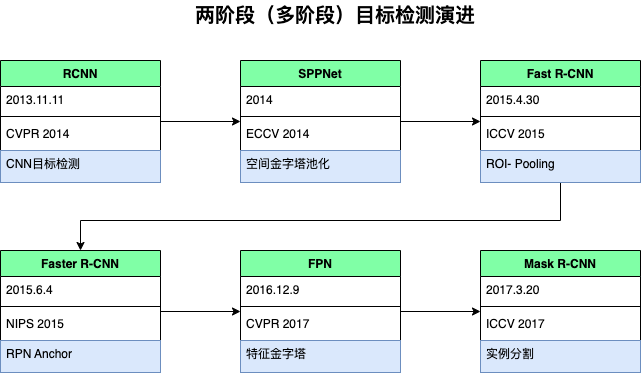 两阶段（多阶段）目标检测演进
RCNN
2013.11.11
CVPR 2014
CNN目标检测
SPPNet
2014
ECCV 2014
空间金字塔池化
Fast R-CNN
2015.4.30
ICCV 2015
ROI- Pooling
Faster R-CNN
2015.6.4
NIPS 2015
RPN Anchor
FPN
2016.12.9
CVPR 2017
特征金字塔
Mask R-CNN
2017.3.20
ICCV 2017
实例分割